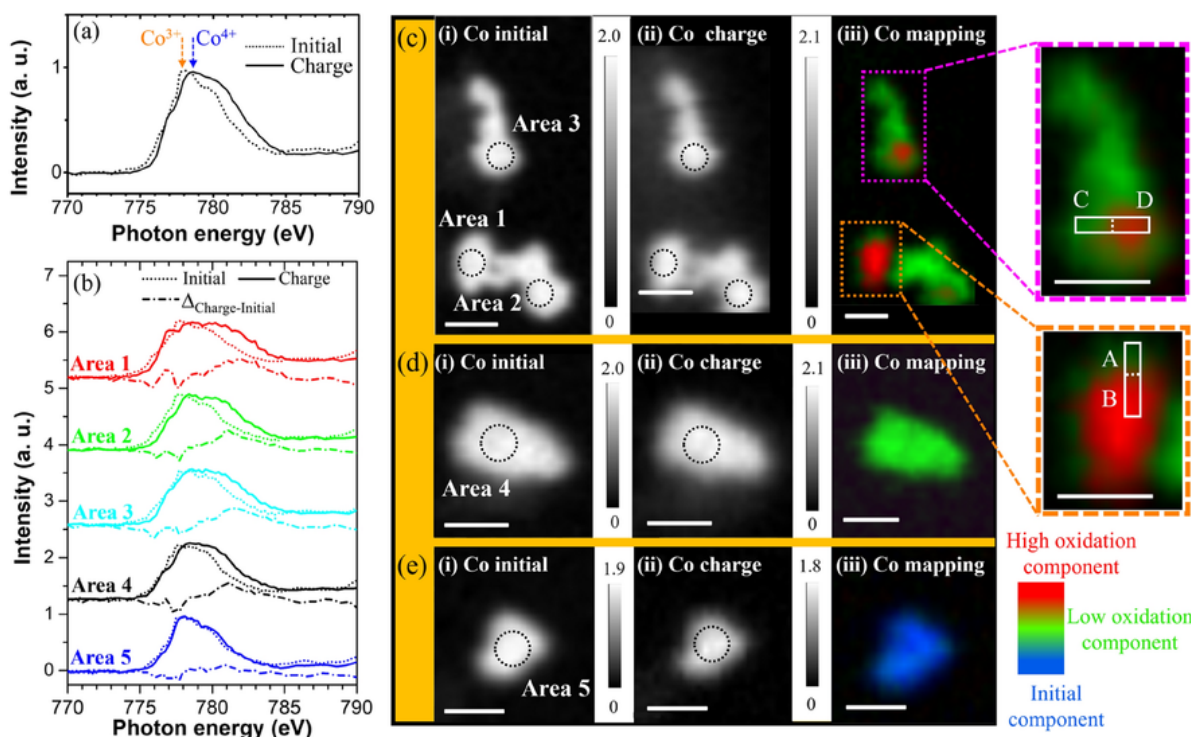 (a)
Co3+
Co4+
Initial
Charge
Intensity (a. u.)
1
0
770 775 780 785 790
Photon energy (eV)
(b)
Initial
Charge
ΔCharge-Initial
Intensity (a. u.)
7
6
5
4
3
2
1
0
Area 1
Area 2
Area 3
Area 4
Area 5
770 775 780 785 790
Photon energy (eV)
(c)
(i) Co initial
2.0
0
(ii) Co charge
2.1
0
(iii) Co mapping
Area 3
Area 1
Area 2
C D
A
B
(d)
(i) Co initial
2.0
0
(ii) Co charge
2.1
0
(iii) Co mapping
Area 4
(e)
(i) Co initial
1.9
0
(ii) Co charge
1.8
0
(iii) Co mapping
Area 5
High oxidation
component
Low oxidation
component
Initial
component